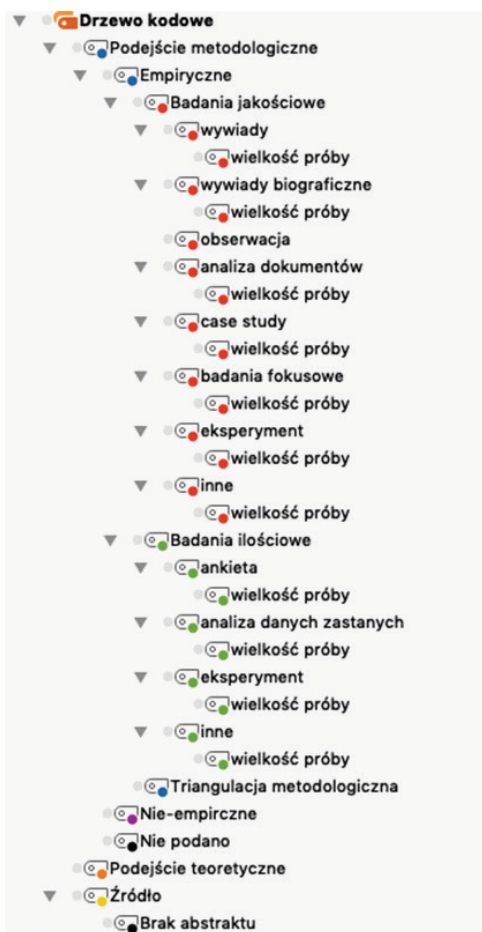 Drzewo kodowe
Podejście metodologiczne
Empiryczne
Badania jakościowe
wywiady
wielkość próby
wywiady biograficzne
wielkość próby
obserwacja
analiza dokumentów
wielkość próby
case study
wielkość próby
badania fokusowe
wielkość próby
eksperyment
wielkość próby
inne
wielkość próby
Badania ilościowe
ankieta
wielkość próby
analiza danych zastanych
wielkość próby
eksperyment
wielkość próby
inne
wielkość próby
Triangulacja metodologiczna
Nie-empirczne
Nie podano
Podejście teoretyczne
Źródło
Brak abstraktu